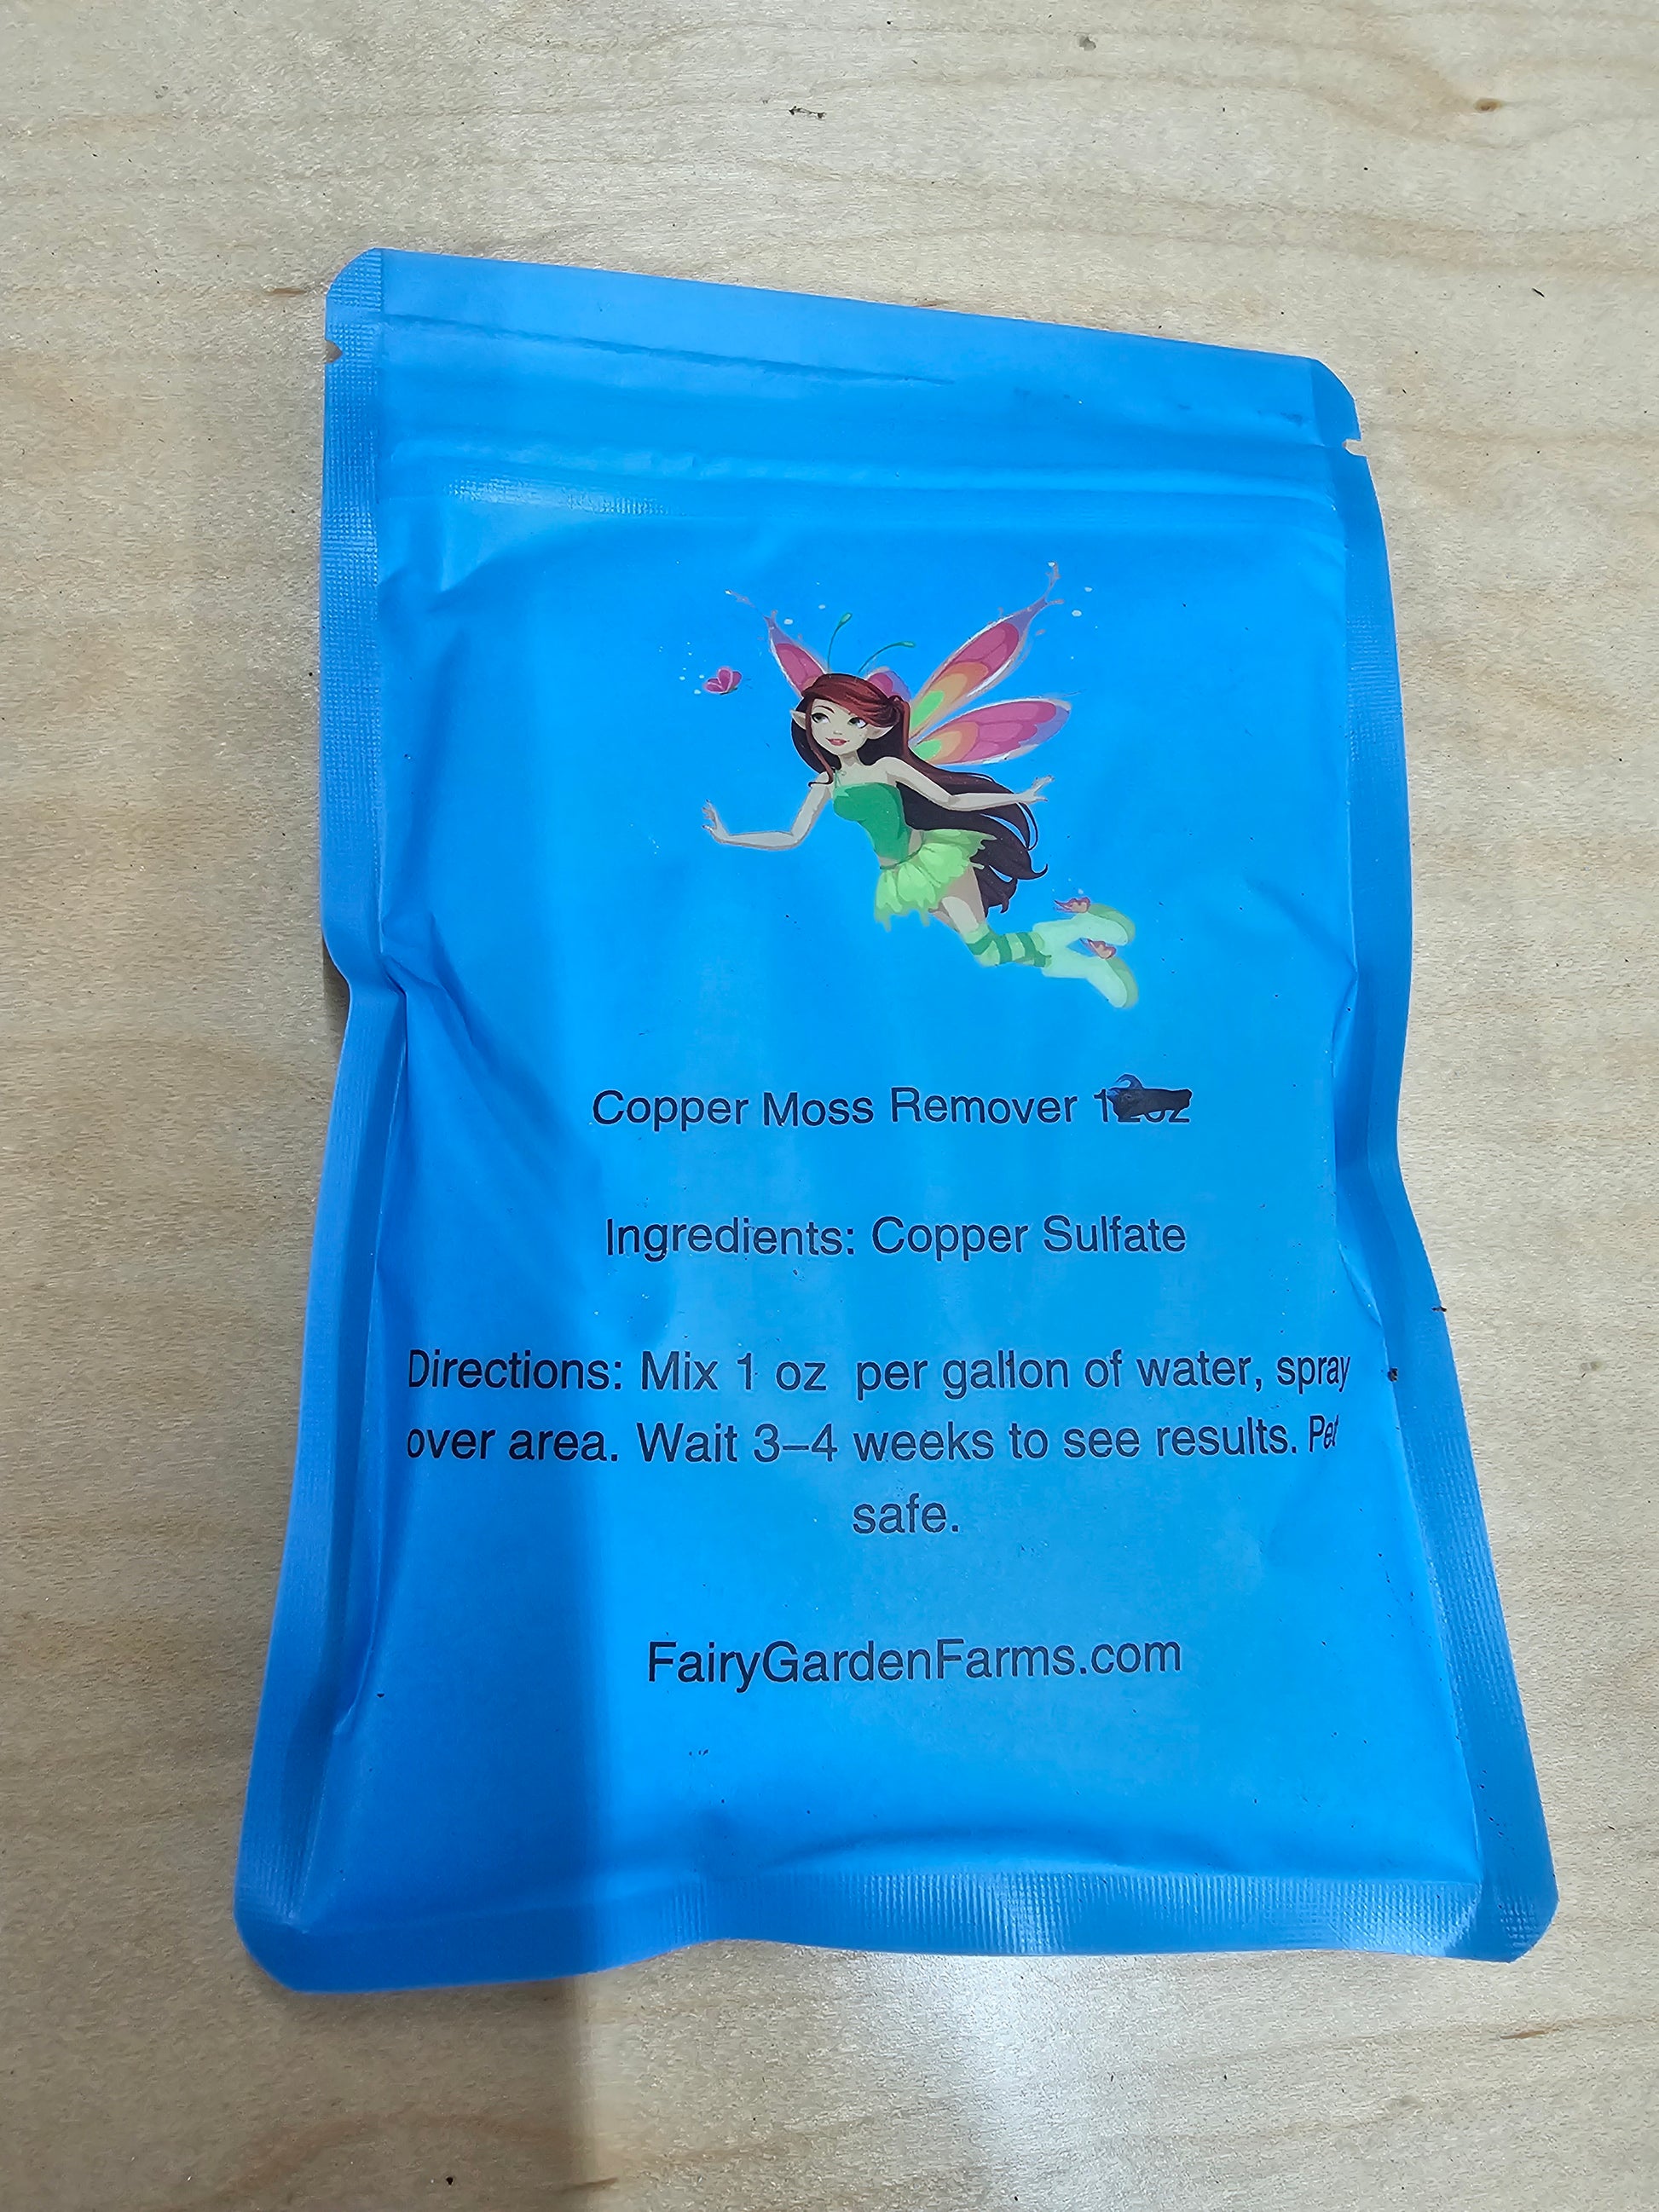 Copper Moss Remover
Ingredients: Copper Sulfate
Directions: Mix 1 oz per gallon of water, spray
over area. Wait 3–4 weeks to see results. Pet
safe.
FairyGardenFarms.com